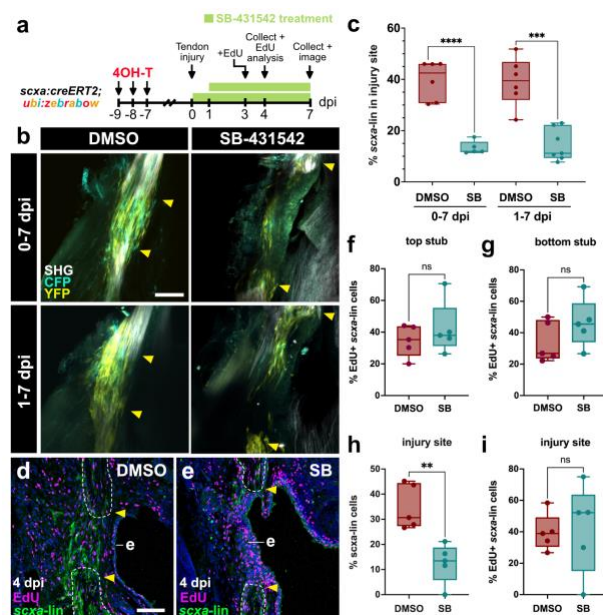 a
SB-431542 treatment
Tendon injury
+EdU
Collect + EdU analysis
Collect + image
4OH-T
scxa:creERT2;
ubi:zebrabow
-9 -8 -7 0 1 3 4 7 dpi
b
DMSO SB-431542
0-7 dpi
SHG
CFP
YFP
1-7 dpi
c
% scxa-lin in injury site
60
40
20
0
**** ***
DMSO SB DMSO SB
0-7 dpi 1-7 dpi
d DMSO
e
4 dpi
EdU
scxa-lin
e SB
e
4 dpi
EdU
scxa-lin
f top stub
% EdU+ scxa-lin cells
80
60
40
20
0
ns
DMSO SB
g bottom stub
% EdU+ scxa-lin cells
80
60
40
20
0
ns
DMSO SB
h injury site
% scxa-lin cells
50
40
30
20
10
0
**
DMSO SB
i injury site
% EdU+ scxa-lin cells
80
60
40
20
0
ns
DMSO SB